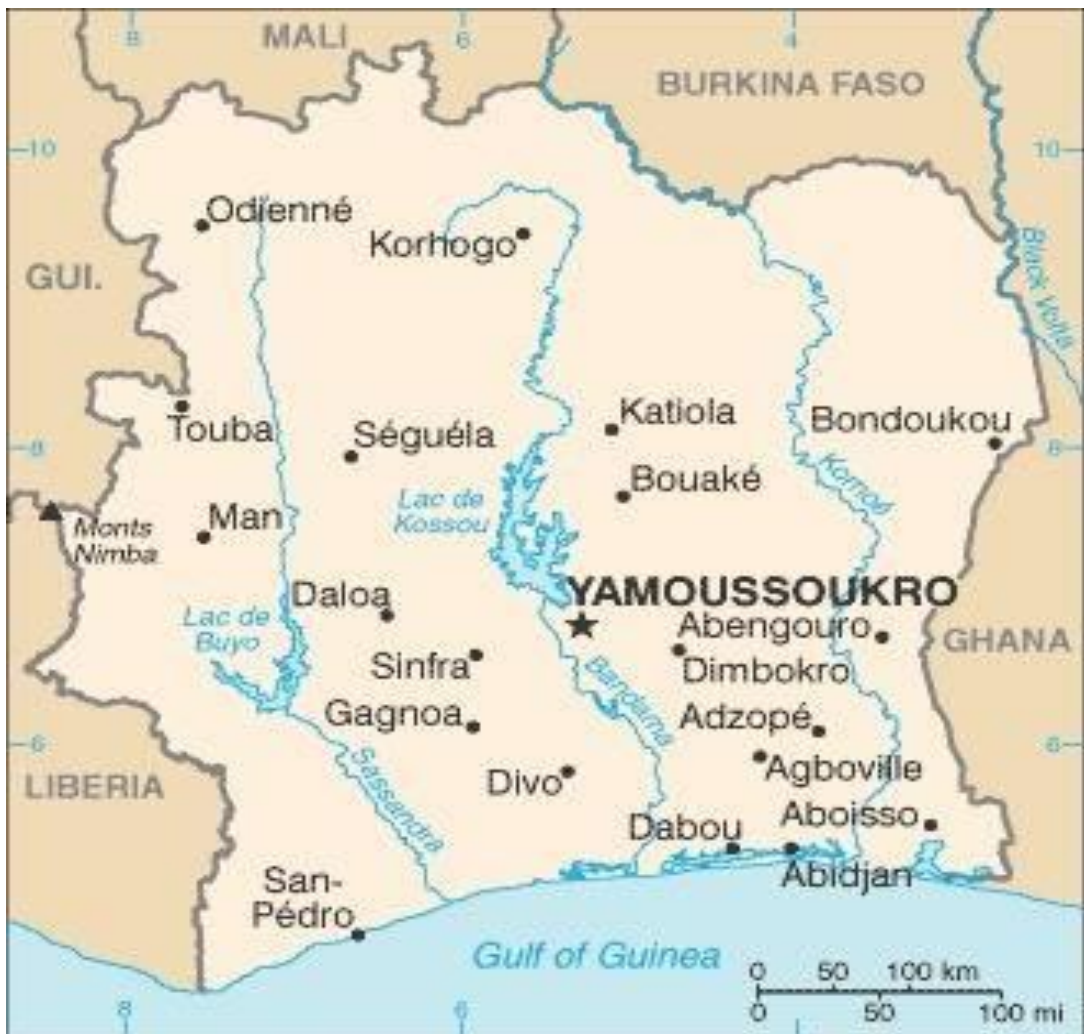 8
6
4
MALI
BURKINA FASO
10
10
Odienné
Korhogo
Black Volta
GUI.
Touba
Séguéla
Katiola
Bondoukou
8
8
Lac de
Kossou
Bouaké
Komoé
Man
Monts
Nimba
YAMOUSSOUKRO
Daloa
Lac de
Buyo
Abengouro
GHANA
Sinfra
Dimbokro
Bandama
Gagnoa
Adzopé
6
6
LIBERIA
Sassandra
Divo
Agboville
Aboisso
Dabou
Abidjan
San-
Pédro
Gulf of Guinea
0 50 100 km
0 50 100 mi
8
6